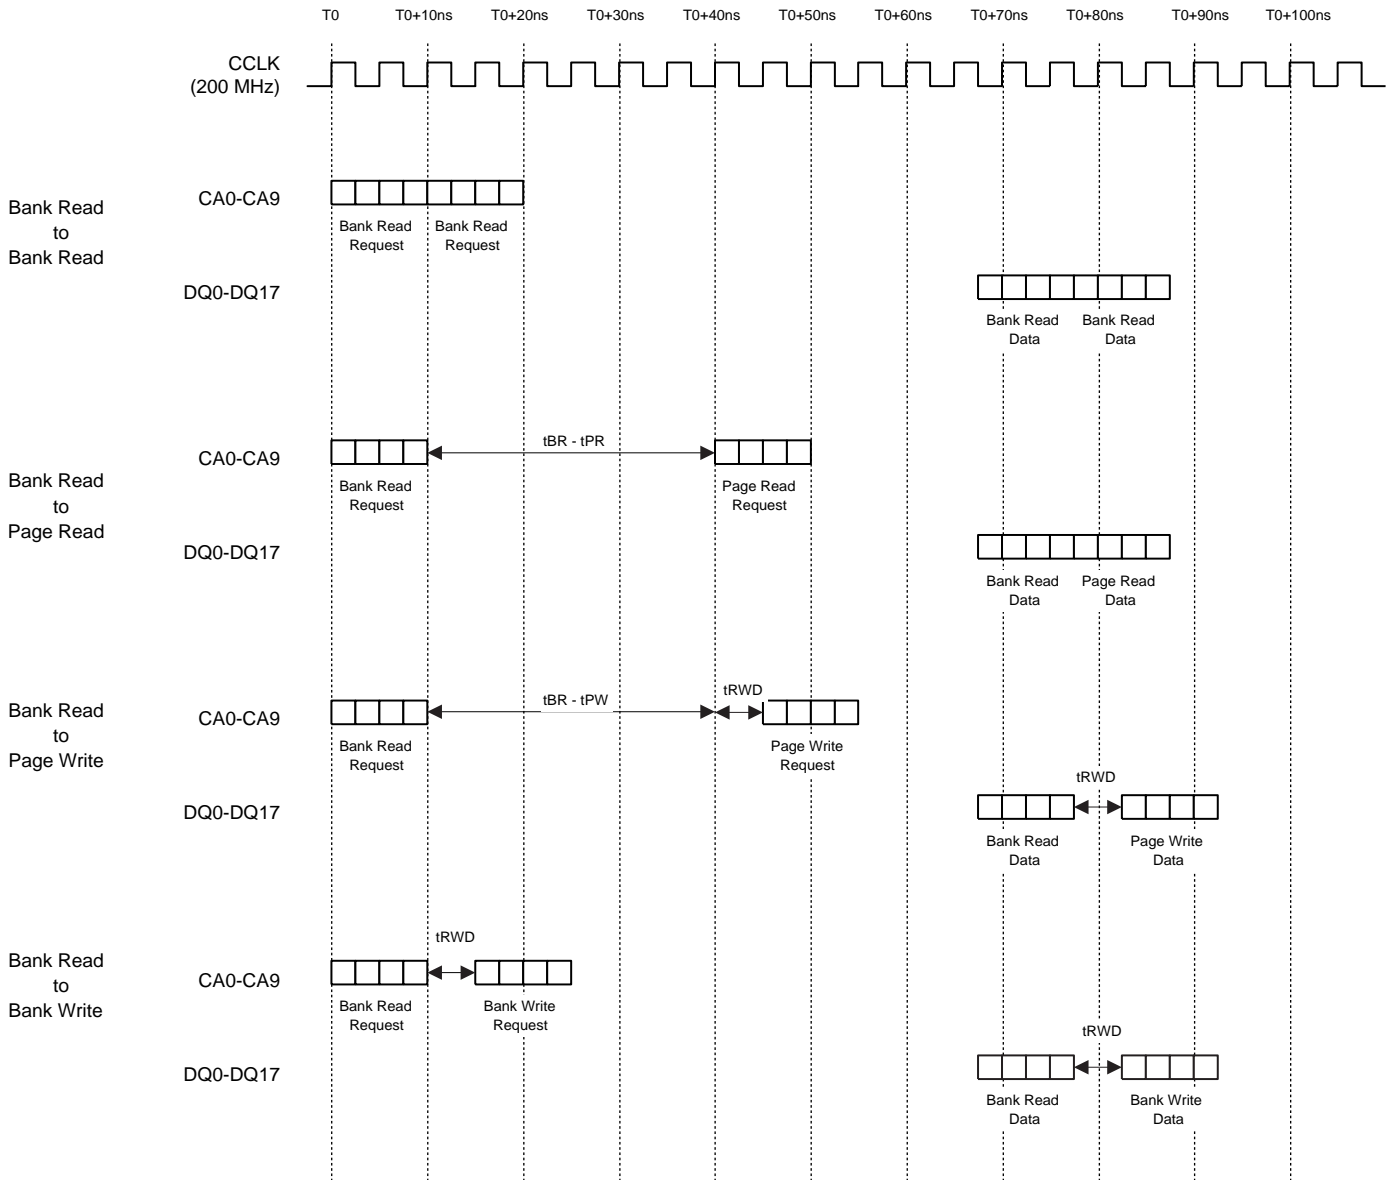 T0 T0+10ns T0+20ns T0+30ns T0+40ns T0+50ns T0+60ns T0+70ns T0+80ns T0+90ns T0+100ns
CCLK
(200 MHz)
Bank Read
to
Bank Read
CA0-CA9
Bank Read Bank Read
Request Request
DQ0-DQ17
Bank Read Bank Read
Data Data
Bank Read
to
Page Read
CA0-CA9
tBR - tPR
Bank Read Page Read
Request Request
DQ0-DQ17
Bank Read Page Read
Data Data
Bank Read
to
Page Write
CA0-CA9
tBR - tPW tRWD
Bank Read Page Write
Request Request
DQ0-DQ17
tRWD
Bank Read Page Write
Data Data
Bank Read
to
Bank Write
CA0-CA9
tRWD
Bank Read Bank Write
Request Request
DQ0-DQ17
tRWD
Bank Read Bank Write
Data Data